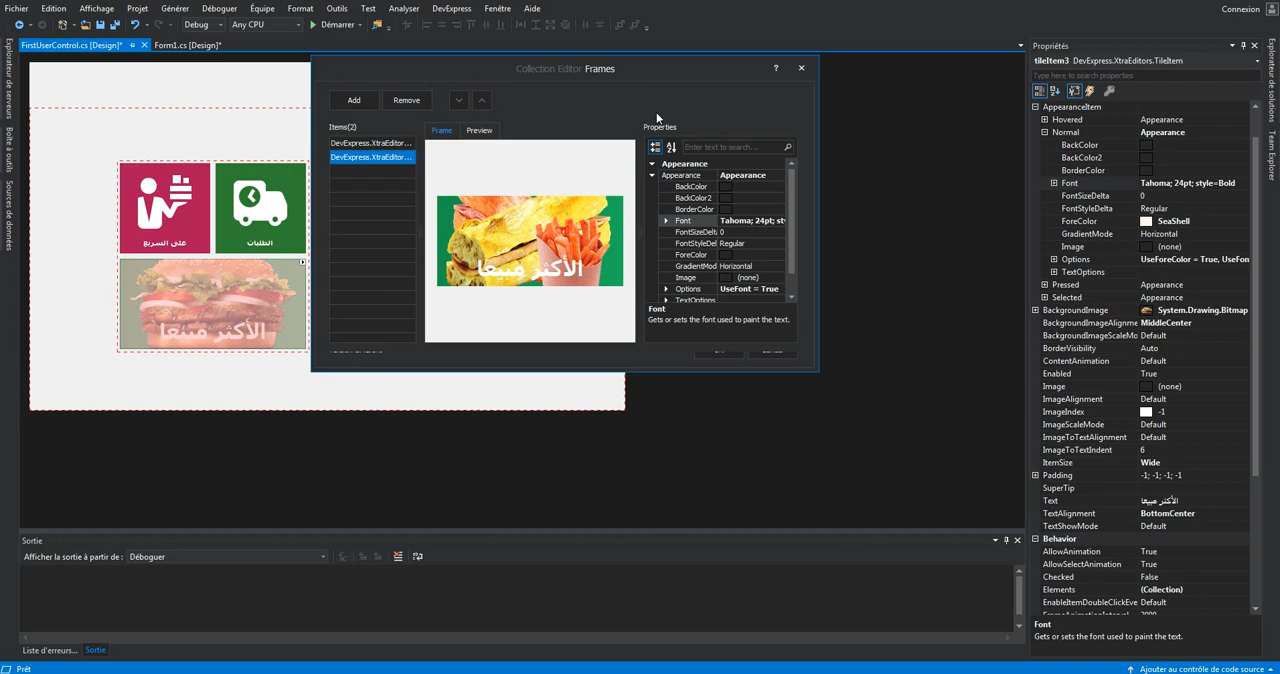 Fichier Edition Affichage Projet Générer Déboguer Équipe Format Outils Test Analyser DevExpress Fenêtre Aide Connexion
Debug Any CPU Démarrer
FirstUserControl.cs [Design]* Form1.cs [Design]*
Explorateur de serveurs
Boîte à outils
Sources de données
على السريع
الطلبات
الأكثر مبيعا
Collection Editor Frames
?
Add Remove
Items(2)
DevExpress.XtraEditor...
DevExpress.XtraEditor...
Frame Preview
الأكثر مبيعا
Properties
Enter text to search...
Appearance
Appearance Appearance
BackColor
BackColor2
BorderColor
Font Tahoma; 24pt; st
FontSizeDelta 0
FontStyleDel Regular
ForeColor
GradientMod Horizontal
Image (none)
Options UseFont = True
TextOptions
Font
Gets or sets the font used to paint the text.
Sortie
Afficher la sortie à partir de : Déboguer
Liste d'erreurs... Sortie
Prêt
Ajouter au contrôle de code source
Propriétés
tileItem3 DevExpress.XtraEditors.TileItem
Type here to search properties
AppearanceItem
Hovered Appearance
Normal Appearance
BackColor
BackColor2
BorderColor
Font Tahoma; 24pt; style=Bold
FontSizeDelta 0
FontStyleDelta Regular
ForeColor SeaShell
GradientMode Horizontal
Image (none)
Options UseForeColor = True, UseFon
TextOptions
Pressed Appearance
Selected Appearance
BackgroundImage System.Drawing.Bitmap
BackgroundImageAlignme MiddleCenter
BackgroundImageScaleMo Default
BorderVisibility Auto
ContentAnimation Default
Enabled True
Image (none)
ImageAlignment Default
ImageIndex -1
ImageScaleMode Default
ImageToTextAlignment Default
ImageToTextIndent 6
ItemSize Wide
Padding -1; -1; -1; -1
SuperTip
Text الأكثر مبيعا
TextAlignment BottomCenter
TextShowMode Default
Behavior
AllowAnimation True
AllowSelectAnimation True
Checked False
Elements (Collection)
EnableItemDoubleClickEve Default
Font
Gets or sets the font used to paint the text.
Explorateur de solutions
Team Explorer